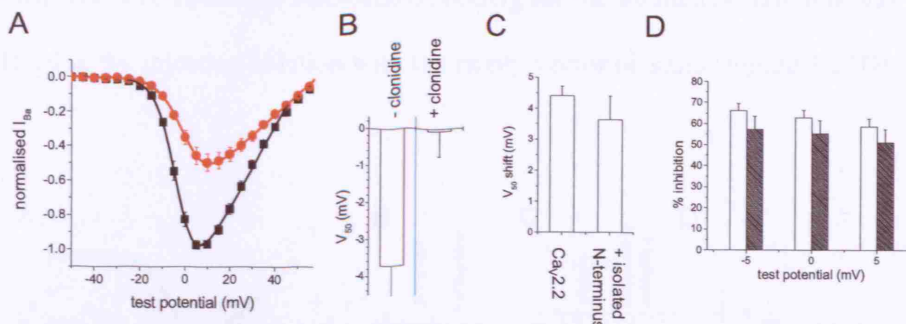 A
B
C
D
normalised I_Ba
0.0
-0.2
-0.4
-0.6
-0.8
-1.0
-40 -20 0 20 40
test potential (mV)
- clonidine
+ clonidine
V_50 (mV)
0
-1
-2
-3
-4
V_50 shift (mV)
5
4
3
2
1
0
Ca_V2.2
+ isolated
N-terminus
% inhibition
80
70
60
50
40
30
20
10
0
-5 0 5
test potential (mV)